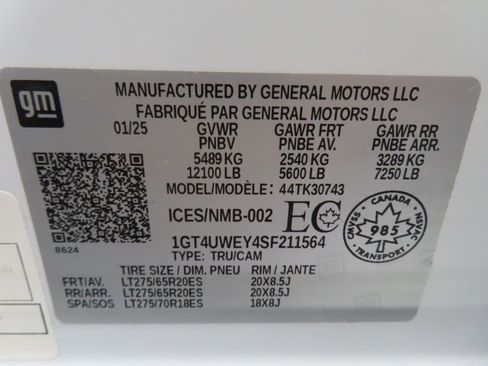 gm
MANUFACTURED BY GENERAL MOTORS LLC
FABRIQUÉ PAR GENERAL MOTORS LLC
01/25 GVWR GAWR FRT GAWR RR
PNBV PNBE AV. PNBE ARR.
5489 KG 2540 KG 3289 KG
12100 LB 5600 LB 7250 LB
MODEL/MODÈLE: 44TK30743
ICES/NMB-002 EC
CANADA
985
NVSMC
NVAC
8624
1GT4UWEY4SF211564
TYPE: TRU/CAM
TIRE SIZE / DIM. PNEU RIM / JANTE
FRT/AV. LT275/65R20ES 20X8.5J
RR/ARR. LT275/65R20ES 20X8.5J
SPA/SOS LT275/70R18ES 18X8J